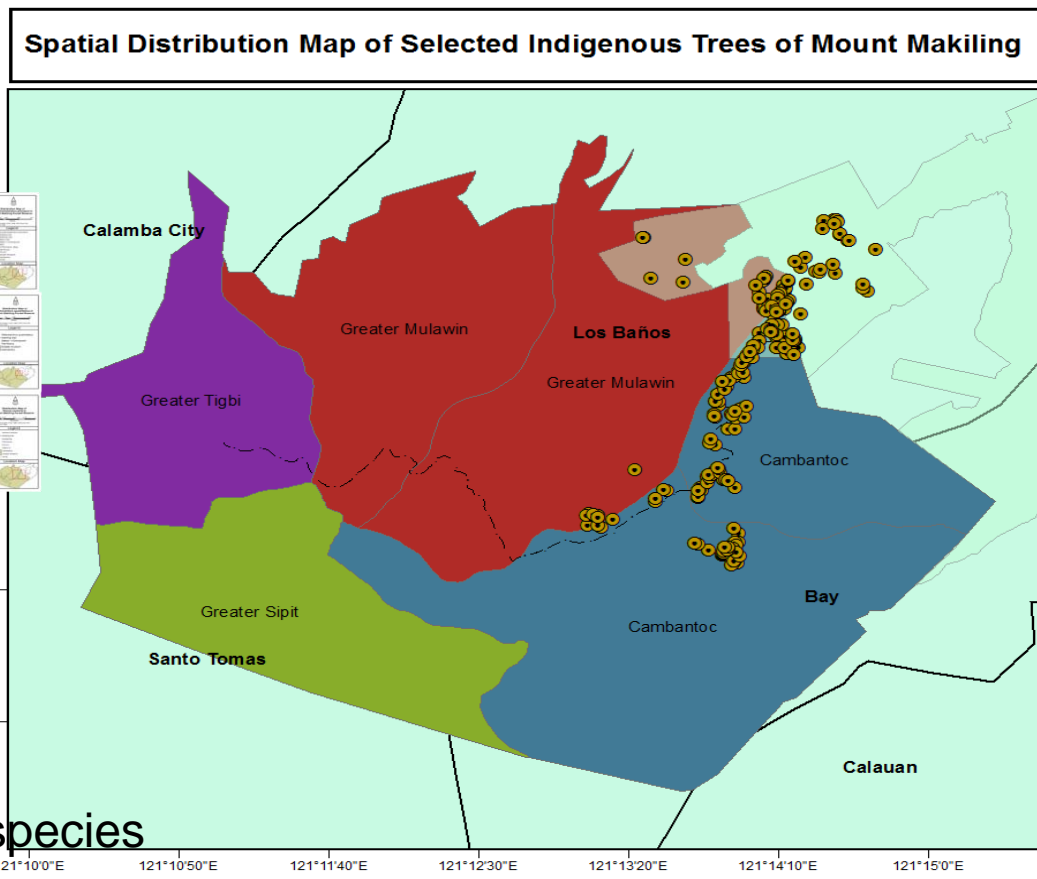 Spatial Distribution Map of Selected Indigenous Trees of Mount Makiling
Calamba City
Greater Mulawin
Los Baños
Greater Mulawin
Greater Tigbi
Cambantoc
Bay
Greater Sipit
Cambantoc
Santo Tomas
Calauan
species
21°10'0"E 121°10'50"E 121°11'40"E 121°12'30"E 121°13'20"E 121°14'10"E 121°15'0"E